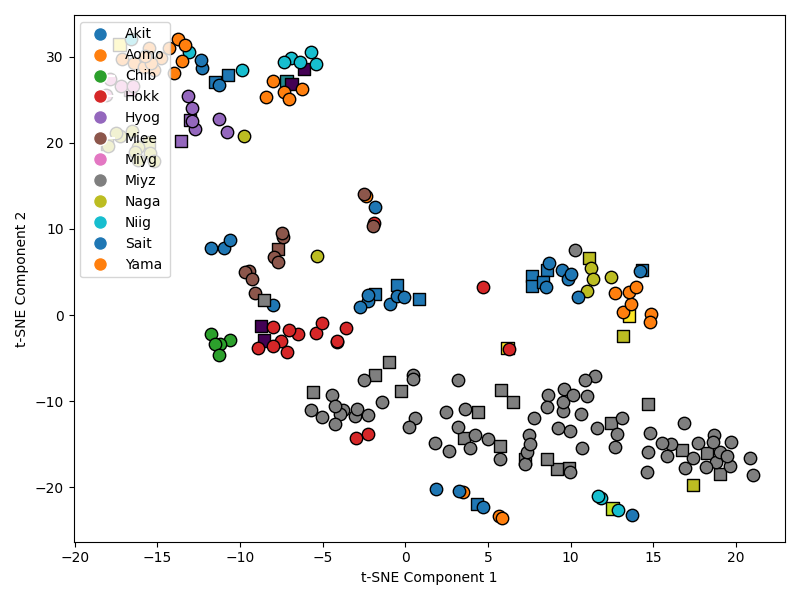 Akit
Aomo
Chib
Hokk
Hyog
Miee
Miyg
Miyz
Naga
Niig
Sait
Yama
30
20
10
0
−10
−20
t-SNE Component 2
−20 −15 −10 −5 0 5 10 15 20
t-SNE Component 1